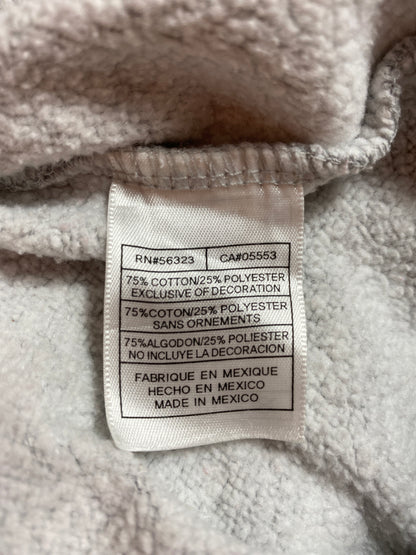 RN#56323 CA#05553
75% COTTON/25% POLYESTER
EXCLUSIVE OF DECORATION
75%COTON/25% POLYESTER
SANS ORNEMENTS
75%ALGODON/25% POLIESTER
NO INCLUYE LA DECORACION
FABRIQUE EN MEXIQUE
HECHO EN MEXICO
MADE IN MEXICO